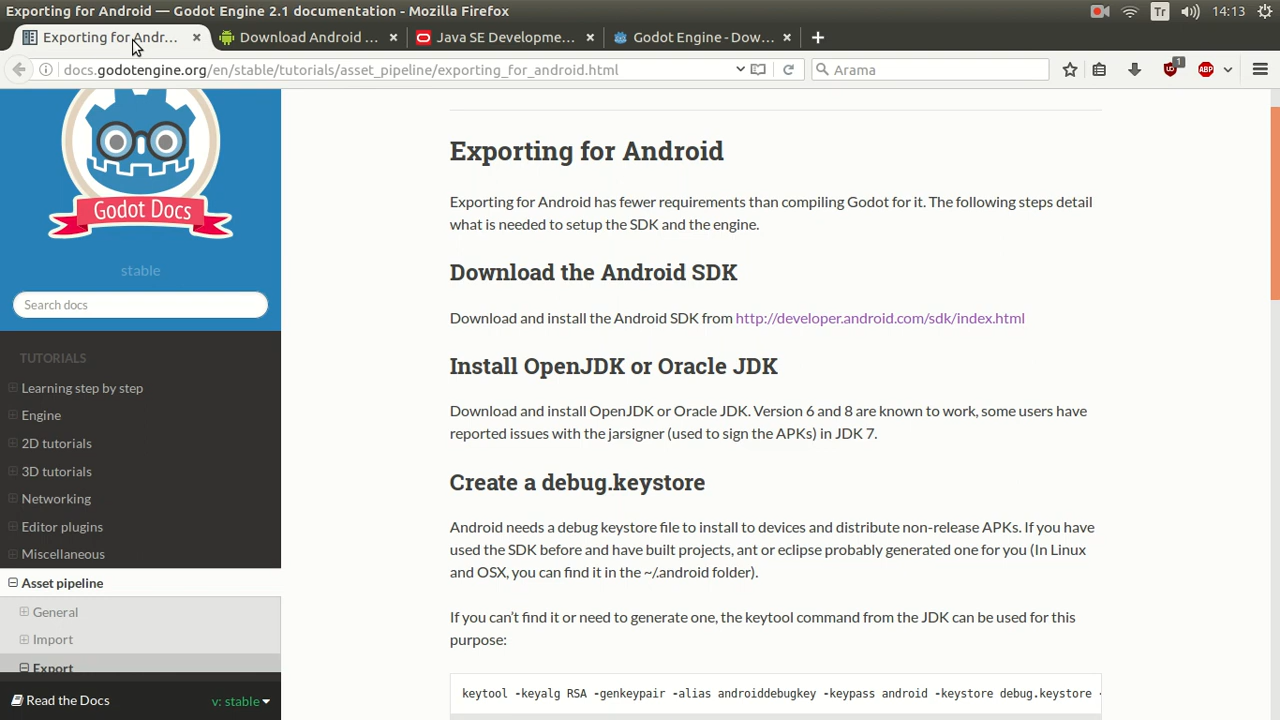 Exporting for Android — Godot Engine 2.1 documentation - Mozilla Firefox
Tr
14:13
Exporting for Andr...
Download Android ...
Java SE Developme...
Godot Engine - Dow...
docs.godotengine.org/en/stable/tutorials/asset_pipeline/exporting_for_android.html
Arama
1
ABP
Godot Docs
stable
Search docs
TUTORIALS
Learning step by step
Engine
2D tutorials
3D tutorials
Networking
Editor plugins
Miscellaneous
Asset pipeline
General
Import
Export
Read the Docs
v: stable
Exporting for Android
Exporting for Android has fewer requirements than compiling Godot for it. The following steps detail
what is needed to setup the SDK and the engine.
Download the Android SDK
Download and install the Android SDK from http://developer.android.com/sdk/index.html
Install OpenJDK or Oracle JDK
Download and install OpenJDK or Oracle JDK. Version 6 and 8 are known to work, some users have
reported issues with the jarsigner (used to sign the APKs) in JDK 7.
Create a debug.keystore
Android needs a debug keystore file to install to devices and distribute non-release APKs. If you have
used the SDK before and have built projects, ant or eclipse probably generated one for you (In Linux
and OSX, you can find it in the ~/.android folder).
If you can't find it or need to generate one, the keytool command from the JDK can be used for this
purpose:
keytool -keyalg RSA -genkeypair -alias androiddebugkey -keypass android -keystore debug.keystore -